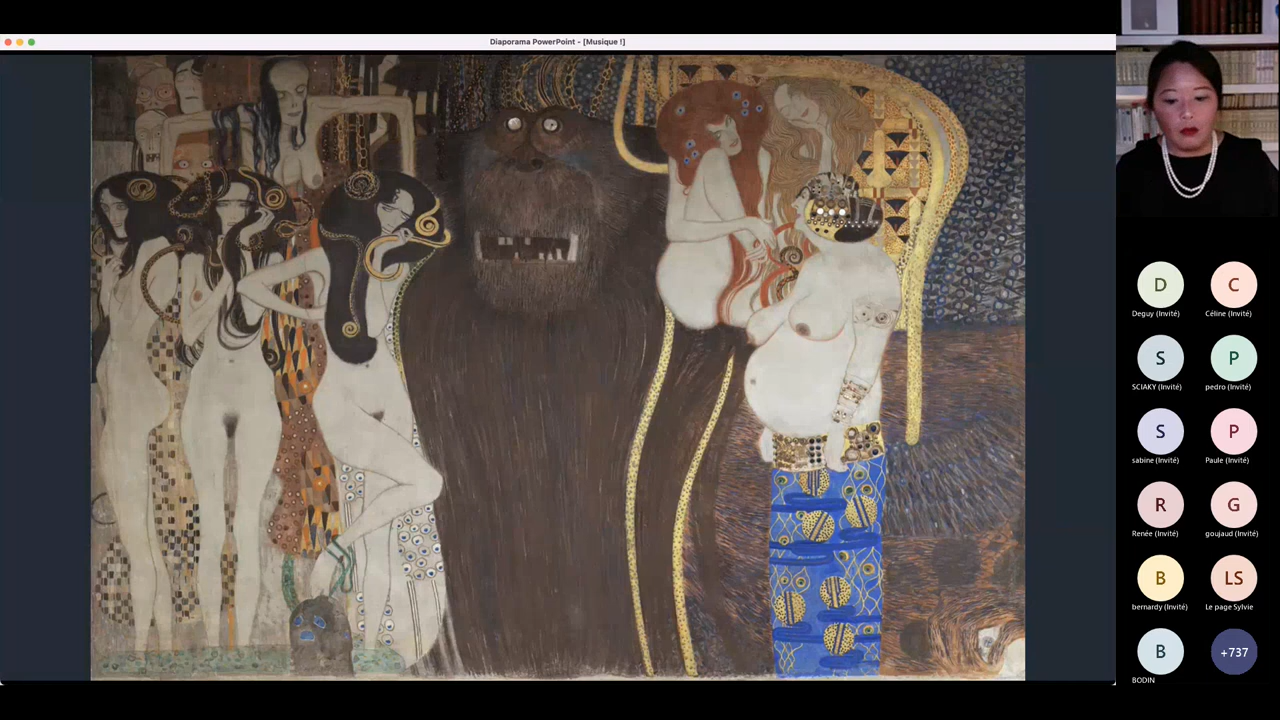 Diaporama PowerPoint - [Musique !]
D
C
Deguy (Invité)
Céline (Invité)
S
P
SCIAKY (Invité)
pedro (Invité)
S
P
sabine (Invité)
Paule (Invité)
R
G
Renée (Invité)
goujaud (Invité)
B
LS
bernardy (Invité)
Le page Sylvie
B
+737
BODIN